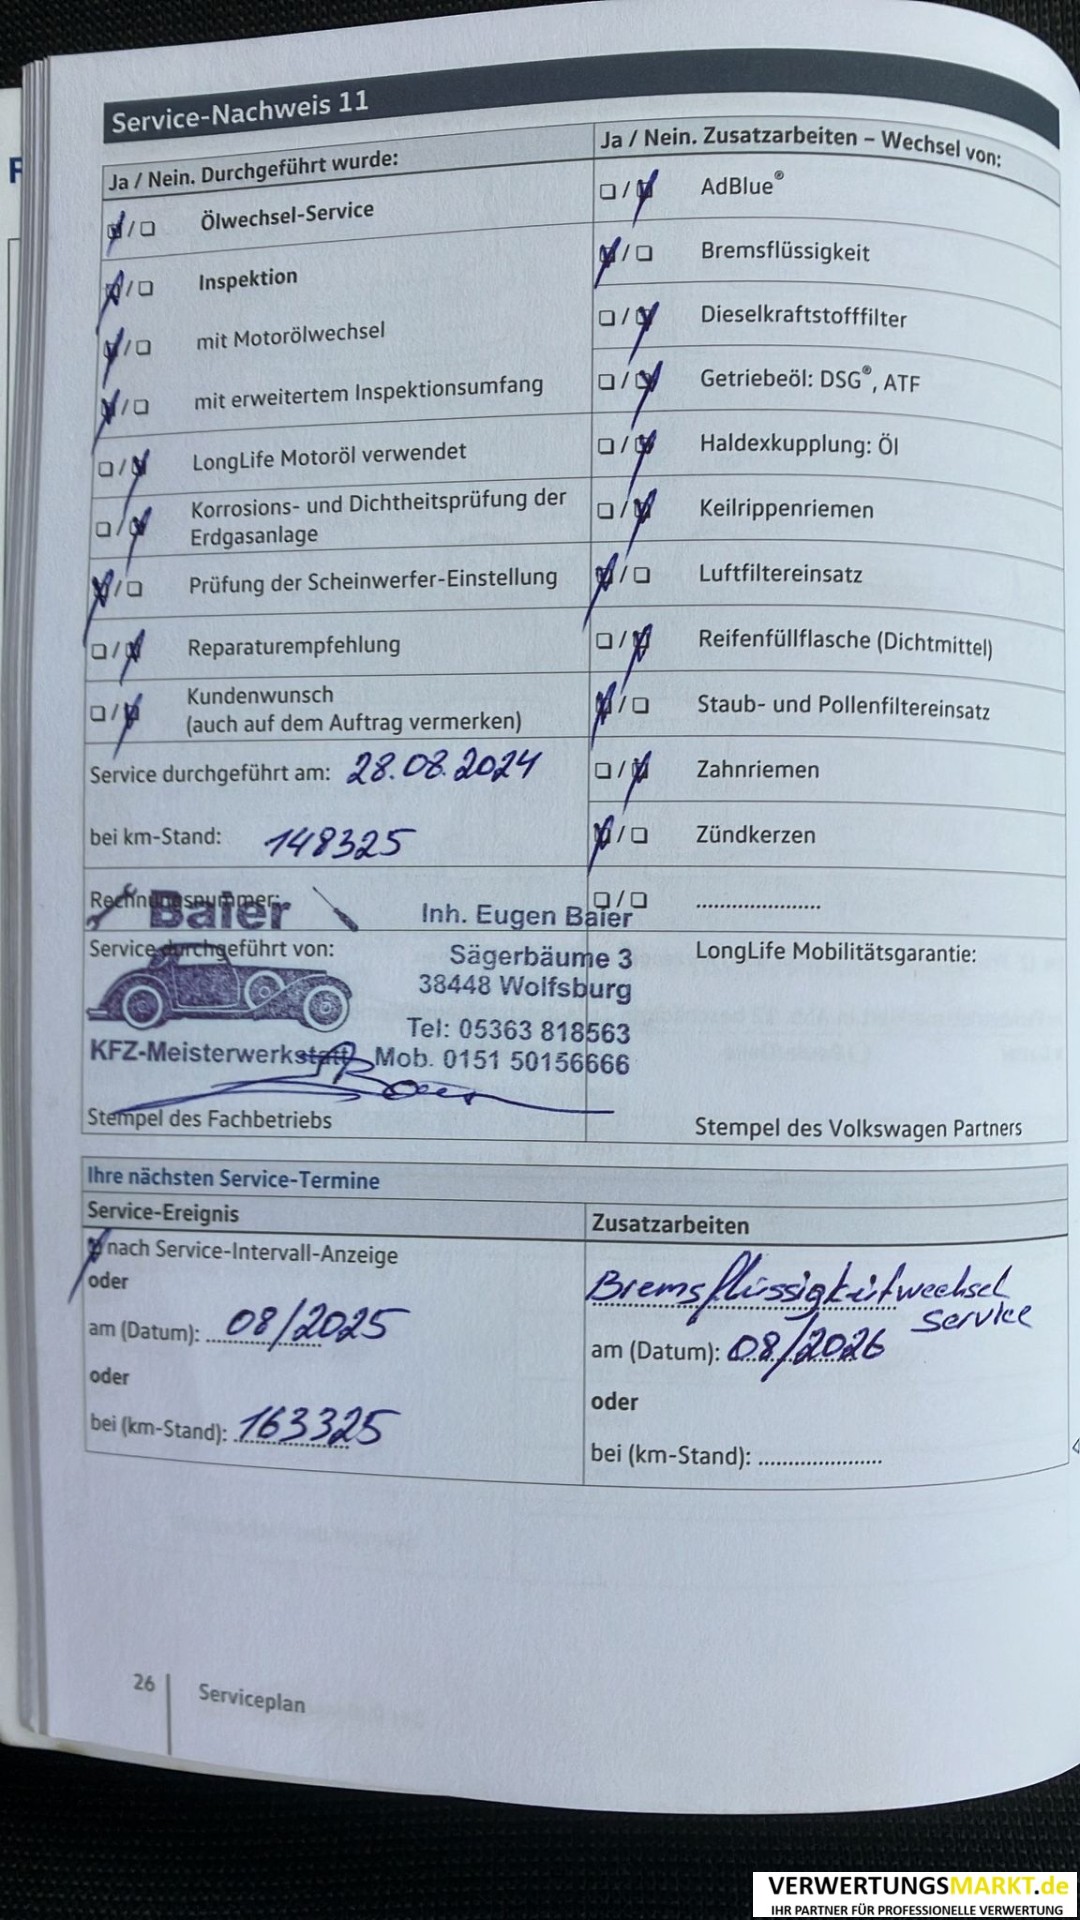 Service-Nachweis 11
Ja / Nein. Durchgeführt wurde:
Ölwechsel-Service
Inspektion
mit Motorölwechsel
mit erweitertem Inspektionsumfang
LongLife Motoröl verwendet
Korrosions- und Dichtheitsprüfung der
Erdgasanlage
Prüfung der Scheinwerfer-Einstellung
Reparaturempfehlung
Kundenwunsch
(auch auf dem Auftrag vermerken)
Service durchgeführt am: 28.08.2024
bei km-Stand: 148325
Rechnungsnummer:
Baier
Inh. Eugen Baier
Service durchgeführt von:
Sägerbäume 3
38448 Wolfsburg
Tel: 05363 818563
KFZ-Meisterwerkstatt Mob. 0151 50156666
Stempel des Fachbetriebs
Ja / Nein. Zusatzarbeiten – Wechsel von:
AdBlue®
Bremsflüssigkeit
Dieselkraftstofffilter
Getriebeöl: DSG®, ATF
Haldexkupplung: Öl
Keilrippenriemen
Luftfiltereinsatz
Reifenfüllflasche (Dichtmittel)
Staub- und Pollenfiltereinsatz
Zahnriemen
Zündkerzen
LongLife Mobilitätsgarantie:
Stempel des Volkswagen Partners
Ihre nächsten Service-Termine
Service-Ereignis
nach Service-Intervall-Anzeige
oder
am (Datum): 08/2025
oder
bei (km-Stand): 163325
Zusatzarbeiten
Bremsflüssigkeitwechsel
Service
am (Datum): 08/2026
oder
bei (km-Stand):
26
Serviceplan
VERWERTUNGSMARKT.de
IHR PARTNER FÜR PROFESSIONELLE VERWERTUNG